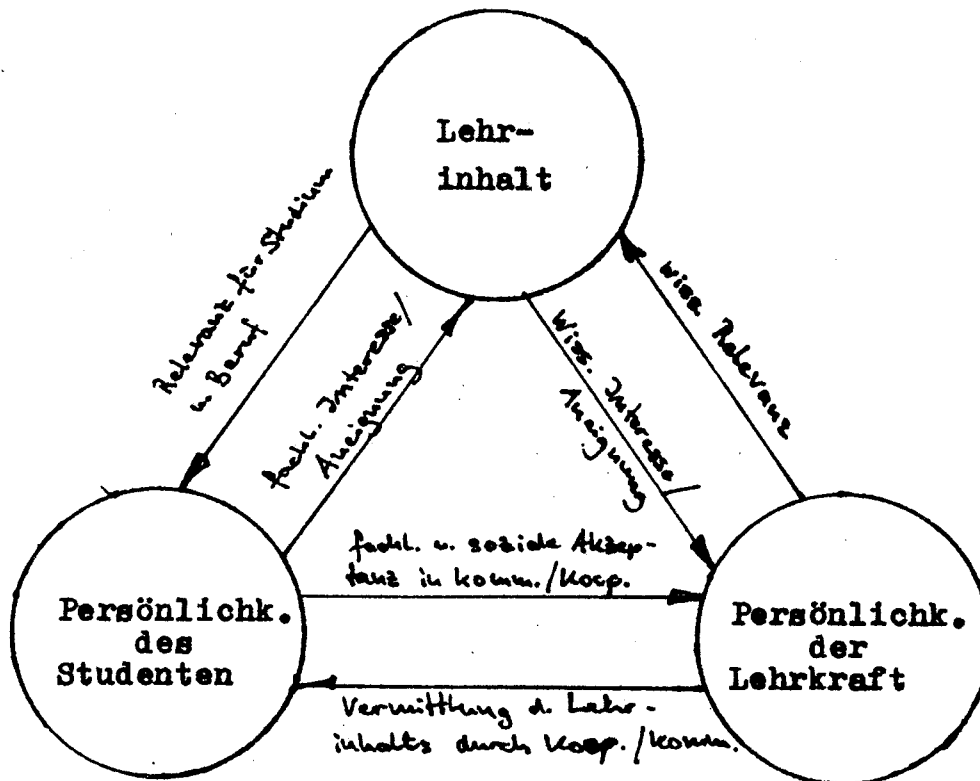 Lehr-
inhalt
Relevanz für Studium
u. Beruf
fachl. Interesse/
Aneignung
Wiss. Interesse/
Aneignung
Wiss. Relevanz
fachl. u. soziale Akzep-
tanz in Komm./Koop.
Persönlichk.
des
Studenten
Persönlichk.
der
Lehrkraft
Vermittlung d. Lehr-
inhalts durch Koop./Komm.